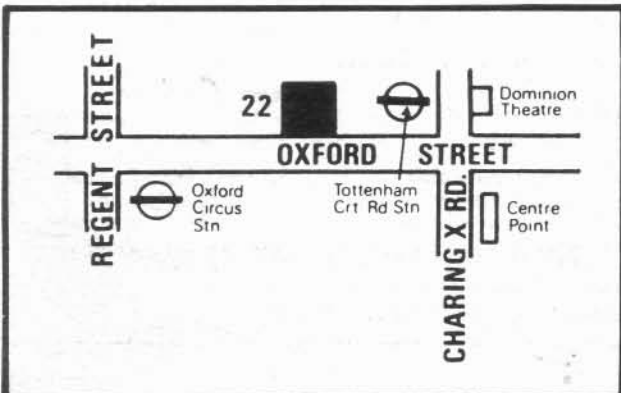 REGENT STREET
22
OXFORD STREET
Dominion
Theatre
Oxford
Circus
Stn
Tottenham
Crt Rd Stn
CHARING X RD.
Centre
Point